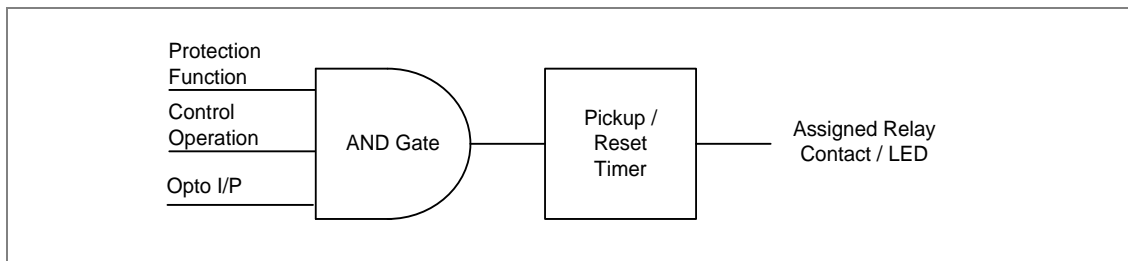 Protection
Function
Control
Operation
Opto I/P
AND Gate
Pickup /
Reset
Timer
Assigned Relay
Contact / LED